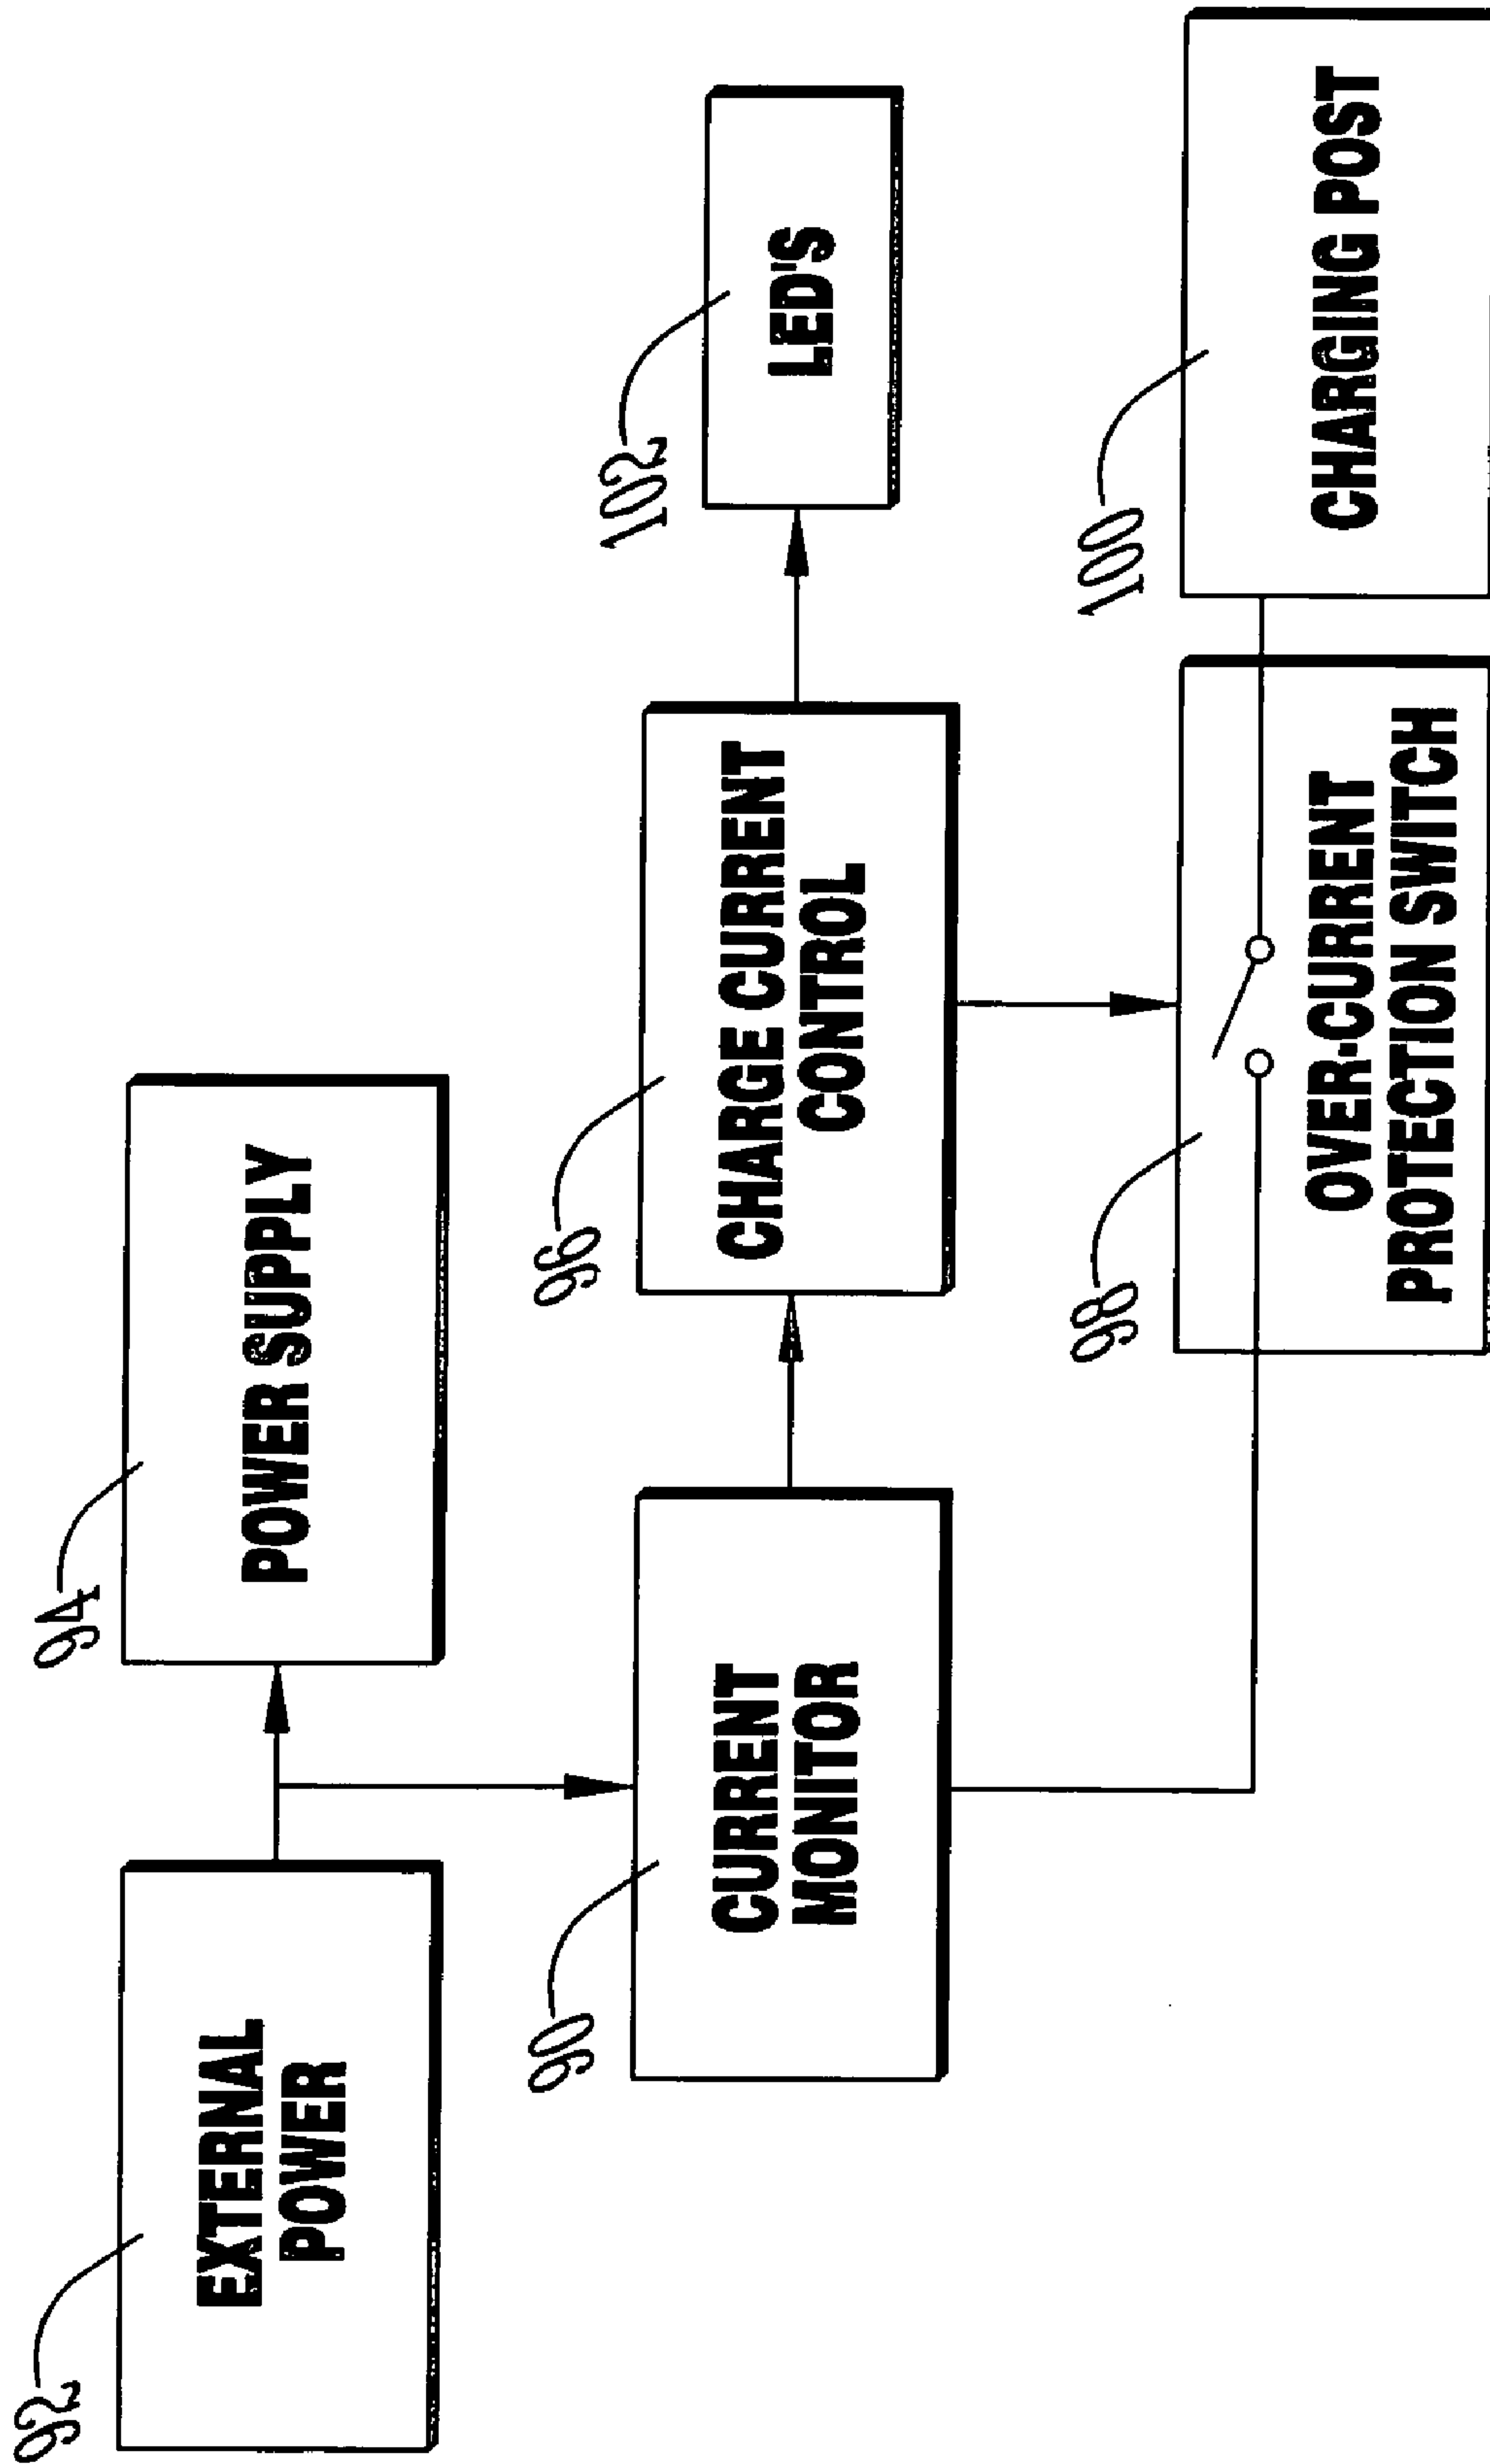 92
EXTERNAL
POWER
94
POWER SUPPLY
90
CURRENT
MONITOR
96
CHARGE CURRENT
CONTROL
102
LED'S
98
OVER-CURRENT
PROTECTION SWITCH
100
CHARGING POST